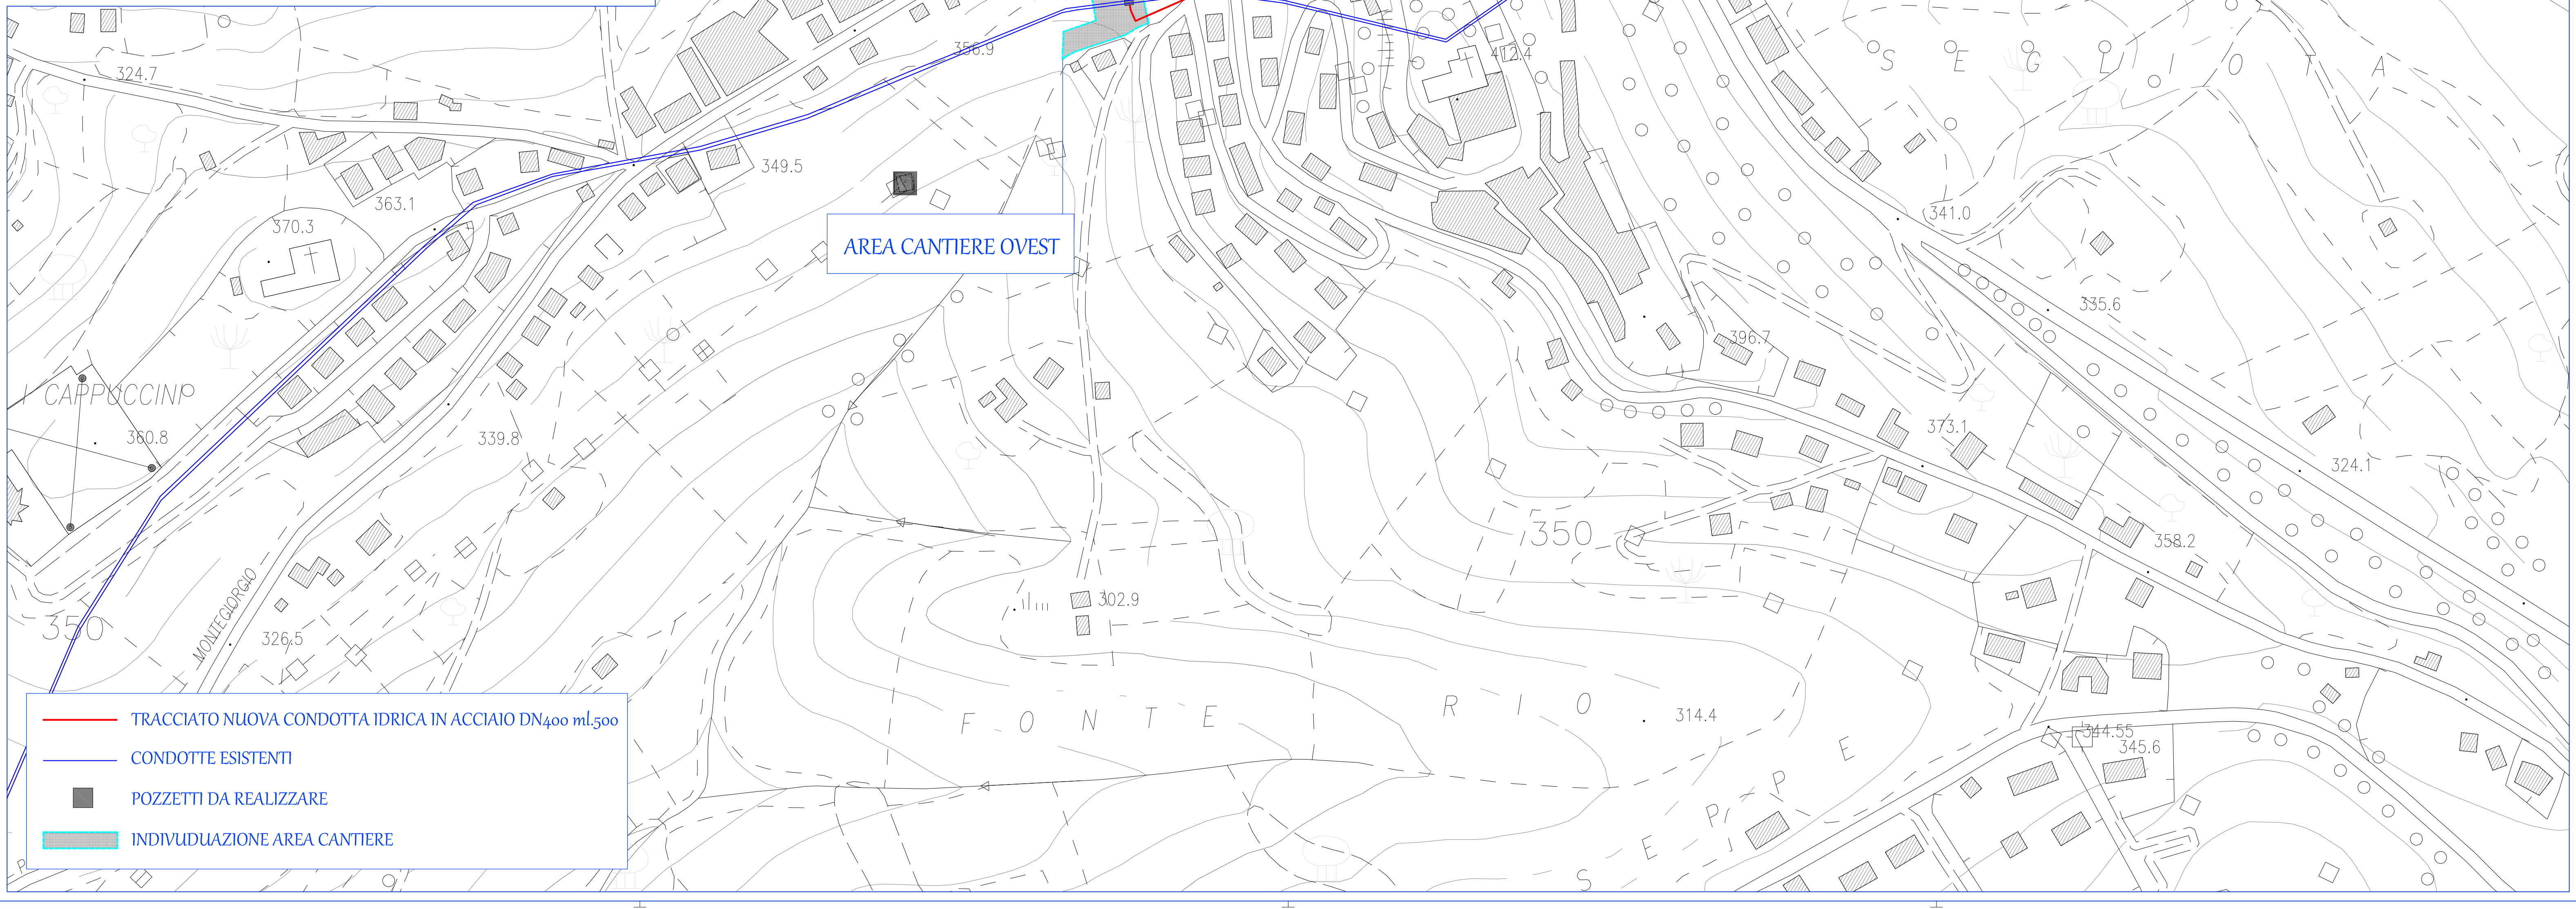 S E G L I O T A
356.9
412.4
324.7
349.5
363.1
370.3
341.0
AREA CANTIERE OVEST
335.6
396.7
I CAPPUCCINI
360.8
339.8
373.1
324.1
350
358.2
302.9
MONTEGIORGIO
350
326.5
F O N T E R I O
314.4
344.55
345.6
S E P P E
TRACCIATO NUOVA CONDOTTA IDRICA IN ACCIAIO DN400 ml.500
CONDOTTE ESISTENTI
POZZETTI DA REALIZZARE
INDIVUDUAZIONE AREA CANTIERE
P